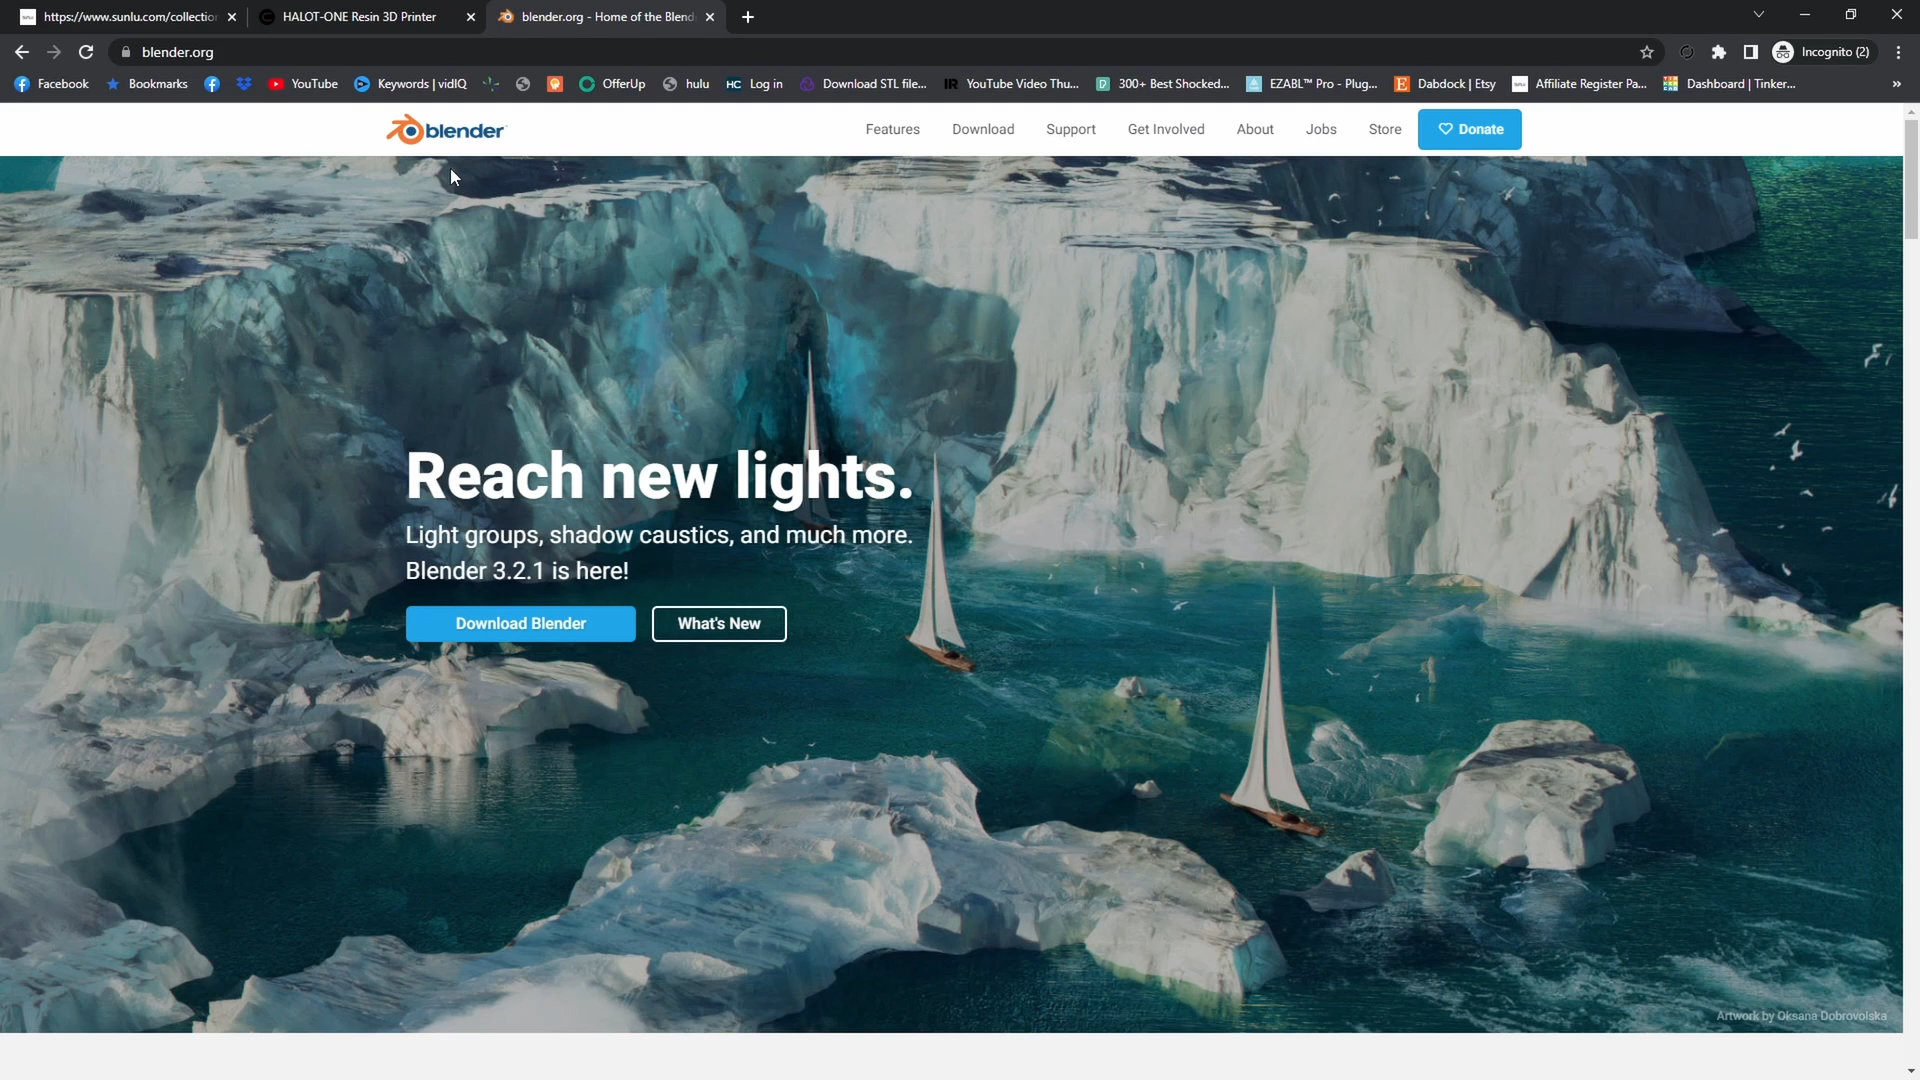 https://www.sunlu.com/collection
HALOT-ONE Resin 3D Printer
blender.org - Home of the Blend
blender.org
Incognito (2)
Facebook
Bookmarks
YouTube
Keywords | vidIQ
OfferUp
hulu
HC Log in
Download STL file...
IR YouTube Video Thu...
300+ Best Shocked...
EZABL™ Pro - Plug...
E Dabdock | Etsy
Affiliate Register Pa...
Dashboard | Tinker...
»
blender
Features
Download
Support
Get Involved
About
Jobs
Store
Donate
Reach new lights.
Light groups, shadow caustics, and much more.
Blender 3.2.1 is here!
Download Blender
What's New
Artwork by Oksana Dobrovolska